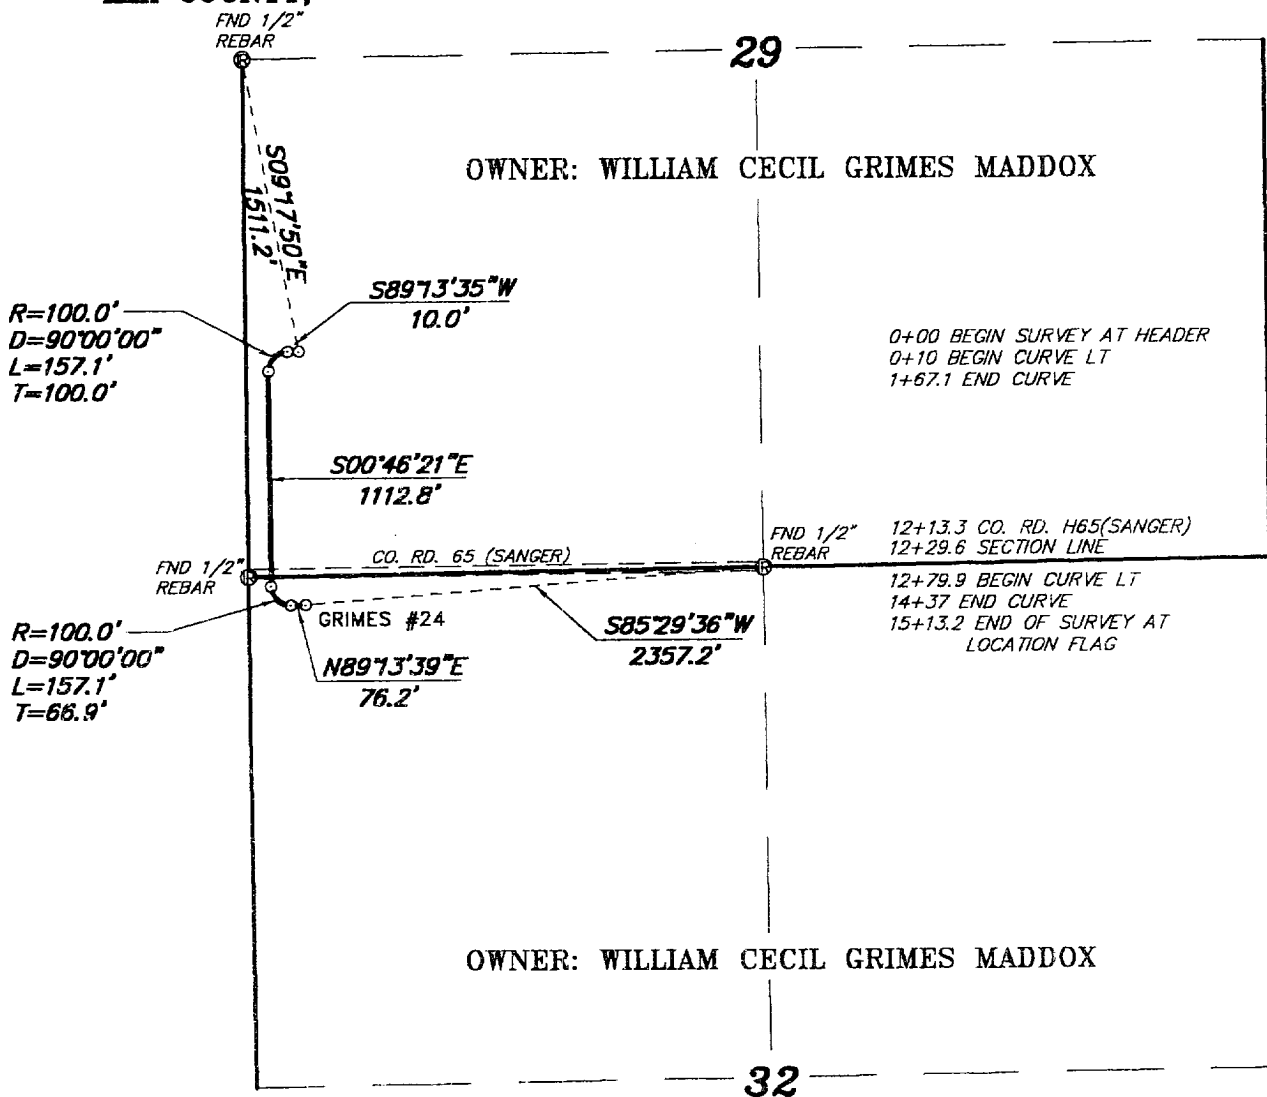 COUNTY,
FND 1/2"
REBAR
29
OWNER: WILLIAM CECIL GRIMES MADDOX
S09°17'50"E
1511.2'
S89°13'35"W
10.0'
R=100.0'
D=90°00'00"
L=157.1'
T=100.0'
0+00 BEGIN SURVEY AT HEADER
0+10 BEGIN CURVE LT
1+67.1 END CURVE
S00°46'21"E
1112.8'
FND 1/2"
REBAR
CO. RD. 65 (SANGER)
FND 1/2"
REBAR
12+13.3 CO. RD. H65(SANGER)
12+29.6 SECTION LINE
12+79.9 BEGIN CURVE LT
14+37 END CURVE
15+13.2 END OF SURVEY AT
LOCATION FLAG
GRIMES #24
S85°29'36"W
2357.2'
N89°13'39"E
76.2'
R=100.0'
D=90°00'00"
L=157.1'
T=66.9'
OWNER: WILLIAM CECIL GRIMES MADDOX
32